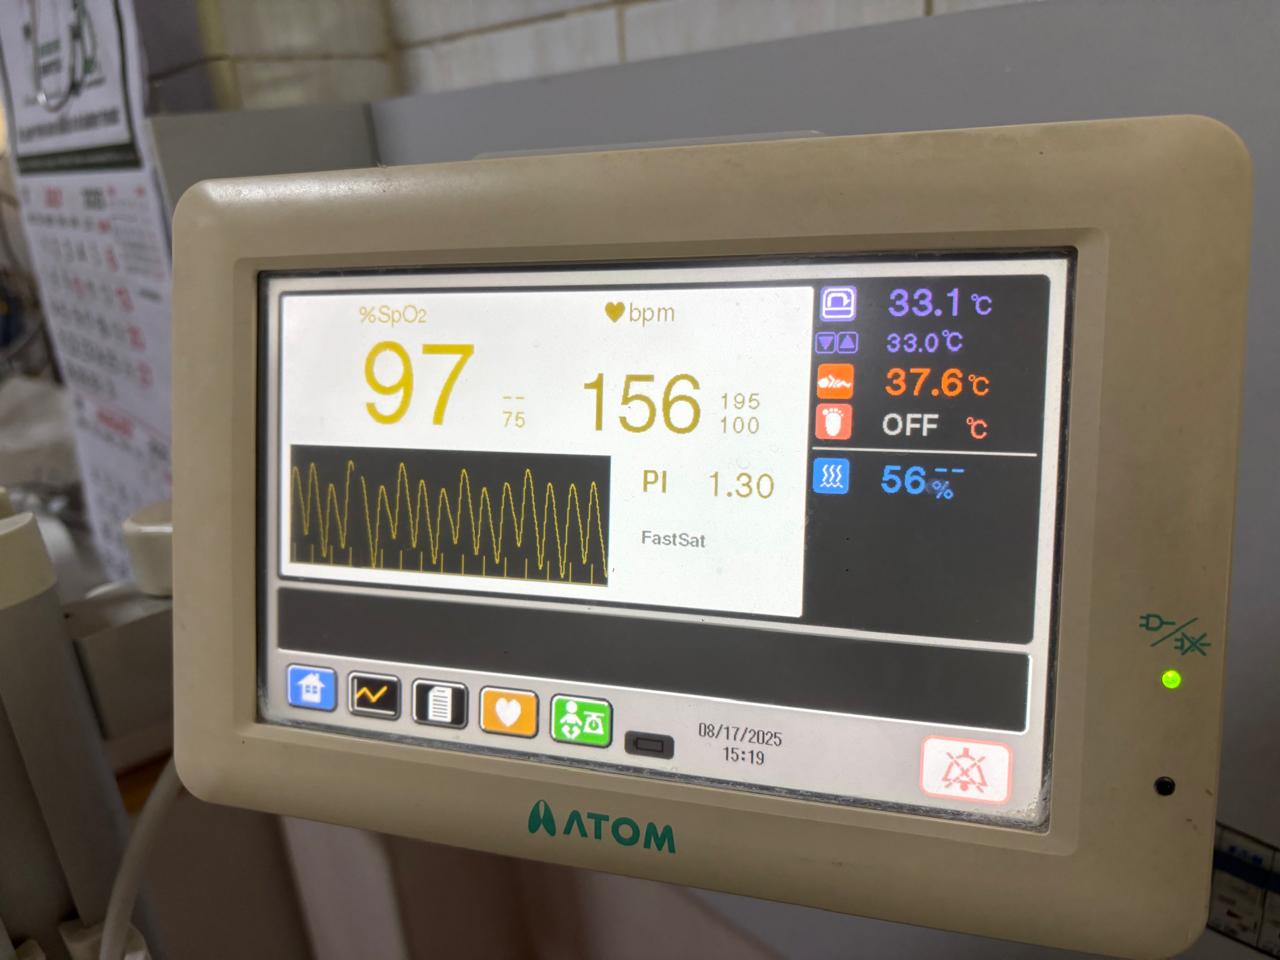 %SpO2
97
--
75
♥bpm
156
195
100
PI 1.30
FastSat
33.1℃
33.0℃
37.6℃
OFF ℃
56 --
%
08/17/2025
15:19
ATOM